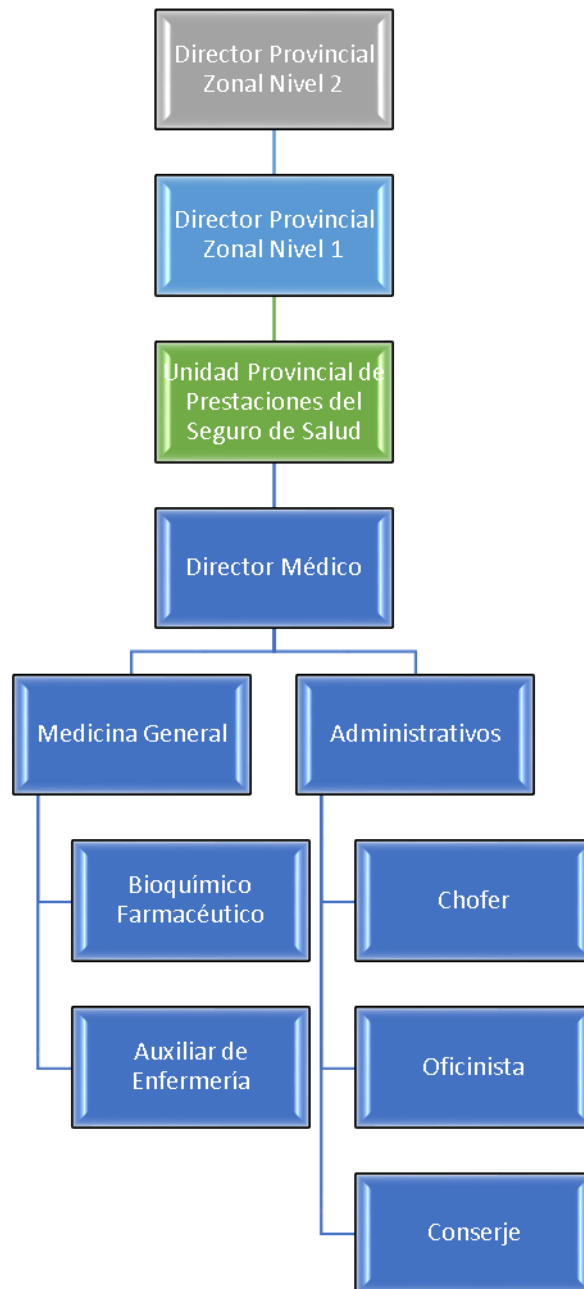 Director Provincial
Zonal Nivel 2
Director Provincial
Zonal Nivel 1
Unidad Provincial de
Prestaciones del
Seguro de Salud
Director Médico
Medicina General
Administrativos
Bioquímico
Farmacéutico
Chofer
Auxiliar de
Enfermería
Oficinista
Conserje